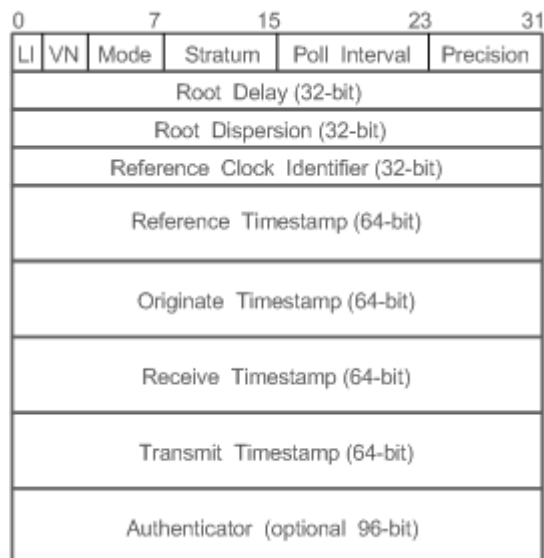 0 7 15 23 31
LI VN Mode Stratum Poll Interval Precision
Root Delay (32-bit)
Root Dispersion (32-bit)
Reference Clock Identifier (32-bit)
Reference Timestamp (64-bit)
Originate Timestamp (64-bit)
Receive Timestamp (64-bit)
Transmit Timestamp (64-bit)
Authenticator (optional 96-bit)